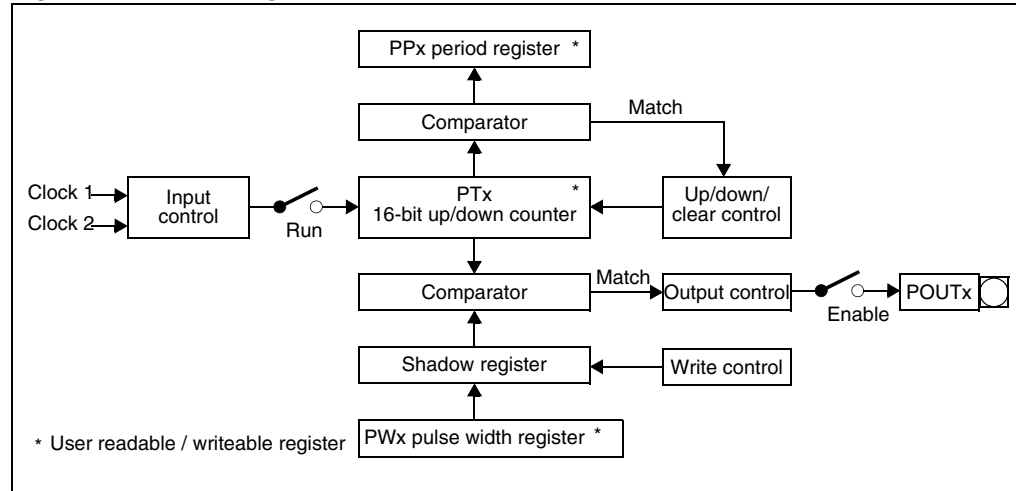 PPx period register *
Comparator
Match
Clock 1
Clock 2
Input
control
Run
PTx *
16-bit up/down counter
Up/down/
clear control
Comparator
Match
Output control
Enable
POUTx
Shadow register
Write control
* User readable / writeable register
PWx pulse width register *